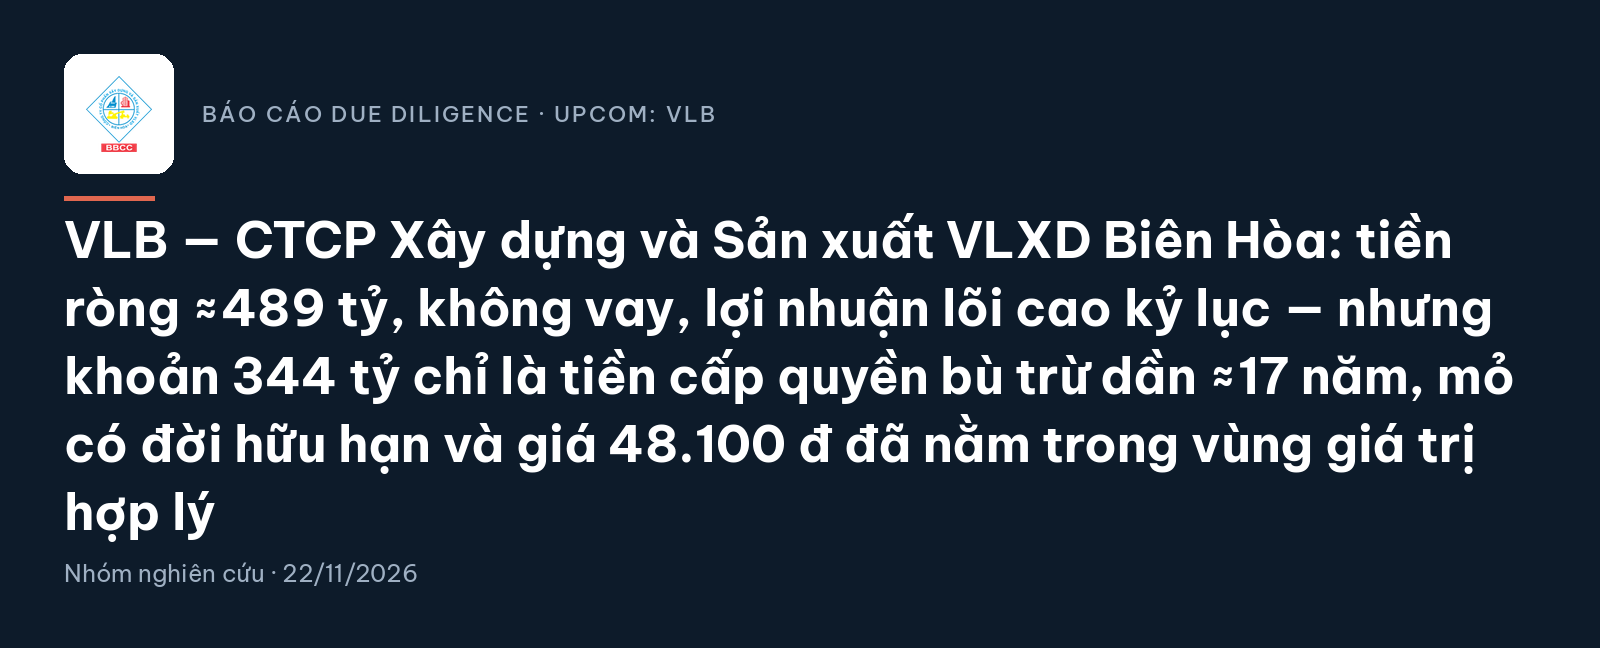 BBCC
BÁO CÁO DUE DILIGENCE · UPCOM: VLB
VLB — CTCP Xây dựng và Sản xuất VLXD Biên Hòa: tiền
ròng ≈489 tỷ, không vay, lợi nhuận lõi cao kỷ lục — nhưng
khoản 344 tỷ chỉ là tiền cấp quyền bù trừ dần ≈17 năm, mỏ
có đời hữu hạn và giá 48.100 đ đã nằm trong vùng giá trị
hợp lý
Nhóm nghiên cứu · 22/11/2026